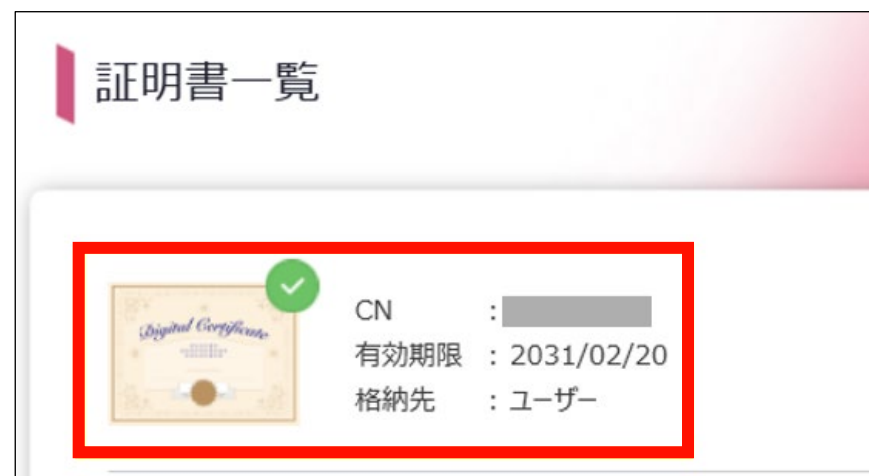 証明書一覧
Digital Certificate
CN :
有効期限 : 2031/02/20
格納先 : ユーザー